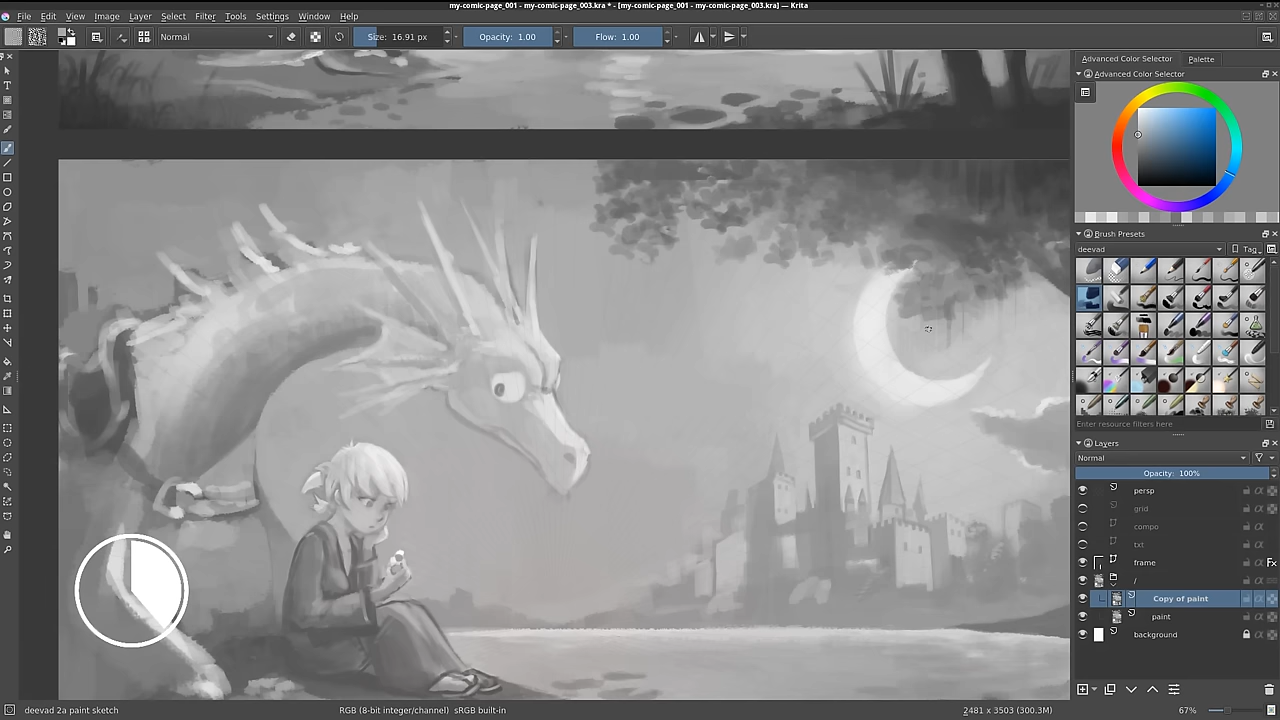 my-comic-page_001 - my-comic-page_003.kra * - [my-comic-page_001 - my-comic-page_003.kra] — Krita
File Edit View Image Layer Select Filter Tools Settings Window Help
Normal Size: 16.91 px Opacity: 1.00 Flow: 1.00
Advanced Color Selector Palette
Advanced Color Selector
Brush Presets
deevad Tag
Enter resource filters here
Layers
Normal
Opacity: 100%
persp
grid
compo
txt
frame Fx
/
Copy of paint
paint
background
deevad 2a paint sketch RGB (8-bit integer/channel) sRGB built-in 2481 x 3503 (300.3M) 67%